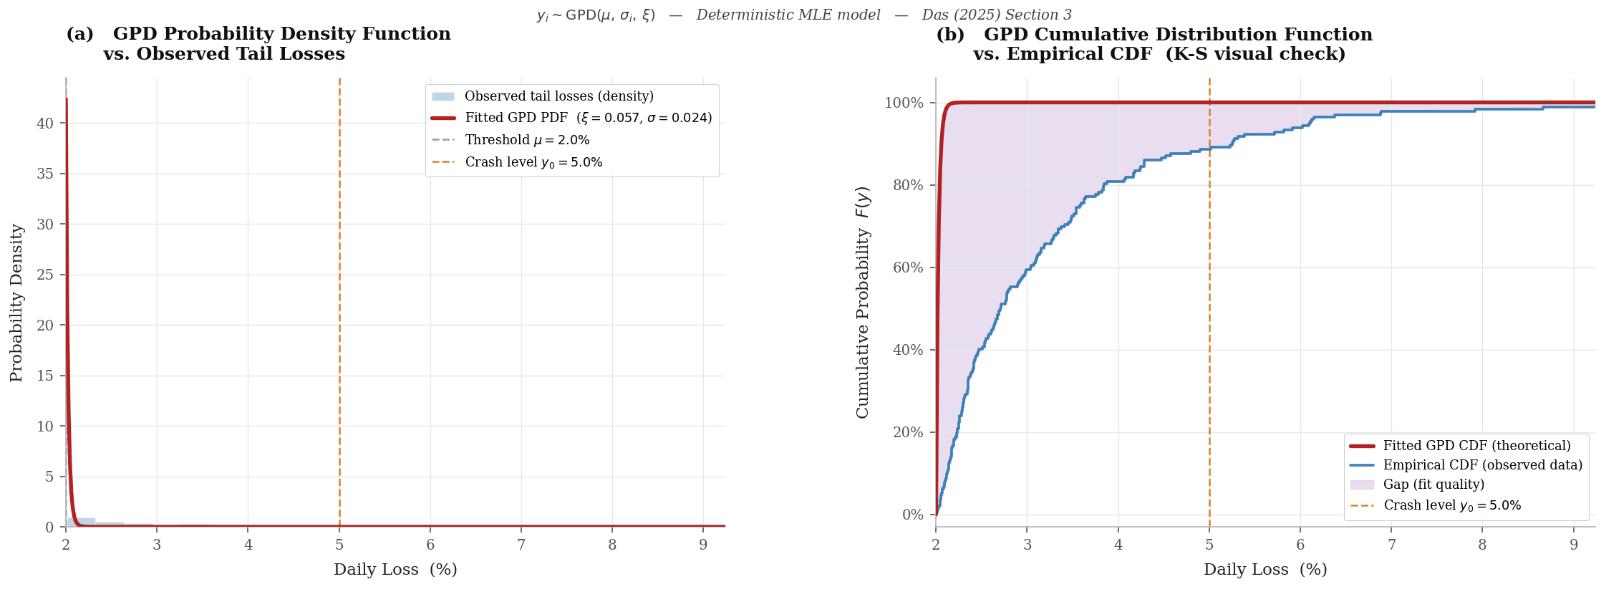 yᵢ ~ GPD(μ, σᵢ, ξ) — Deterministic MLE model — Das (2025) Section 3
(a) GPD Probability Density Function
vs. Observed Tail Losses
Probability Density
40
35
30
25
20
15
10
5
0
2 3 4 5 6 7 8 9
Daily Loss (%)
Observed tail losses (density)
Fitted GPD PDF (ξ = 0.057, σ = 0.024)
Threshold μ = 2.0%
Crash level y₀ = 5.0%
(b) GPD Cumulative Distribution Function
vs. Empirical CDF (K-S visual check)
Cumulative Probability F(y)
100%
80%
60%
40%
20%
0%
2 3 4 5 6 7 8 9
Daily Loss (%)
Fitted GPD CDF (theoretical)
Empirical CDF (observed data)
Gap (fit quality)
Crash level y₀ = 5.0%